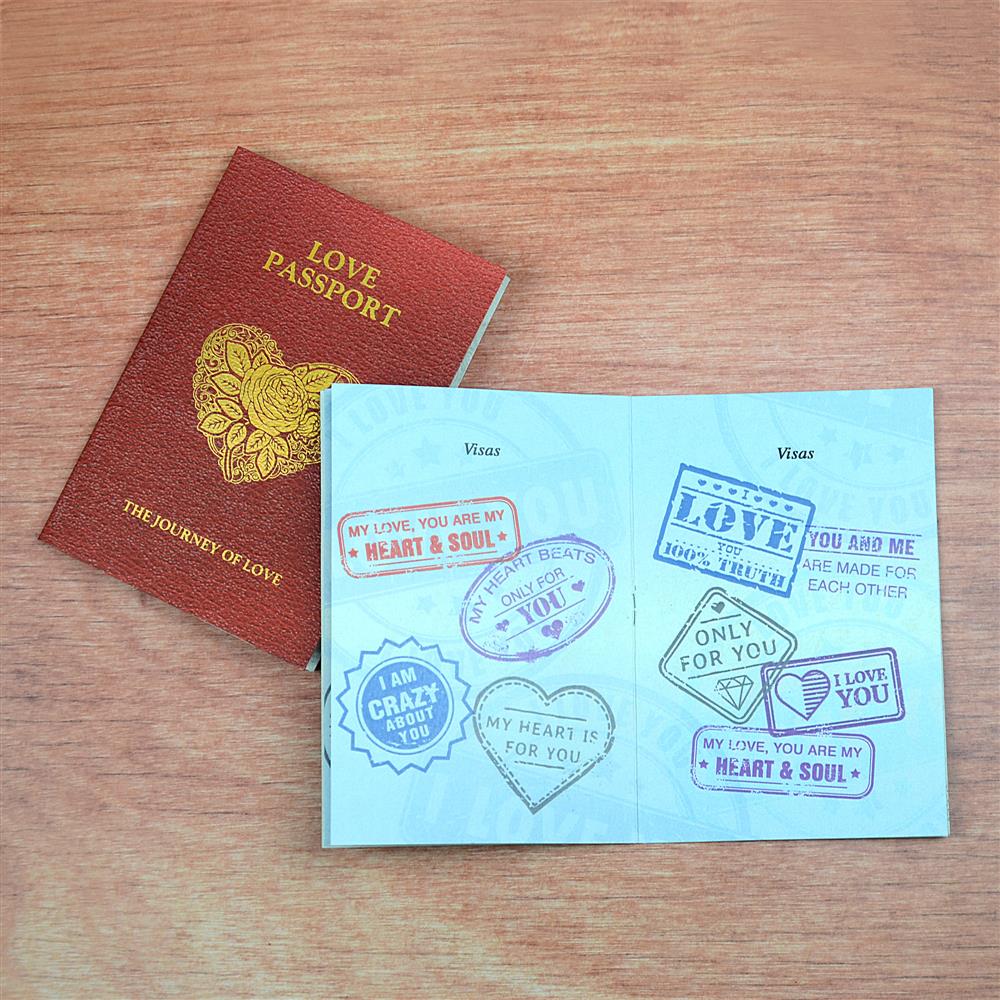 LOVE
PASSPORT
THE JOURNEY OF LOVE
Visas
MY LOVE, YOU ARE MY
HEART & SOUL
MY HEART BEATS
ONLY FOR
YOU
I AM
CRAZY
ABOUT
YOU
MY HEART IS
FOR YOU
Visas
I
LOVE
YOU
100% TRUTH
YOU AND ME
ARE MADE FOR
EACH OTHER
ONLY
FOR YOU
I LOVE
YOU
MY LOVE, YOU ARE MY
HEART & SOUL
I LOVE YOU